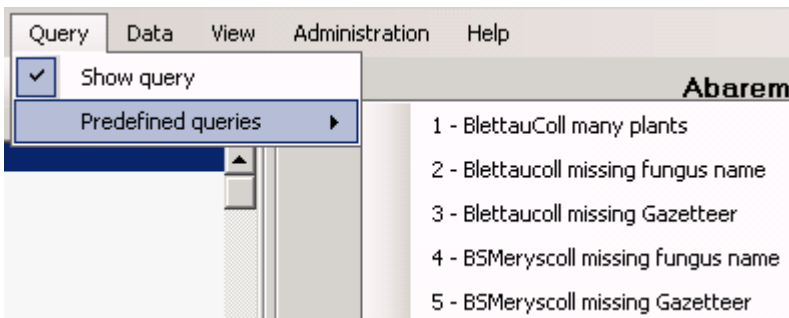 Query Data View Administration Help
Show query
Abarem
Predefined queries
1 - BlettauColl many plants
2 - Blettaucoll missing fungus name
3 - Blettaucoll missing Gazetteer
4 - BSMeryscoll missing fungus name
5 - BSMeryscoll missing Gazetteer